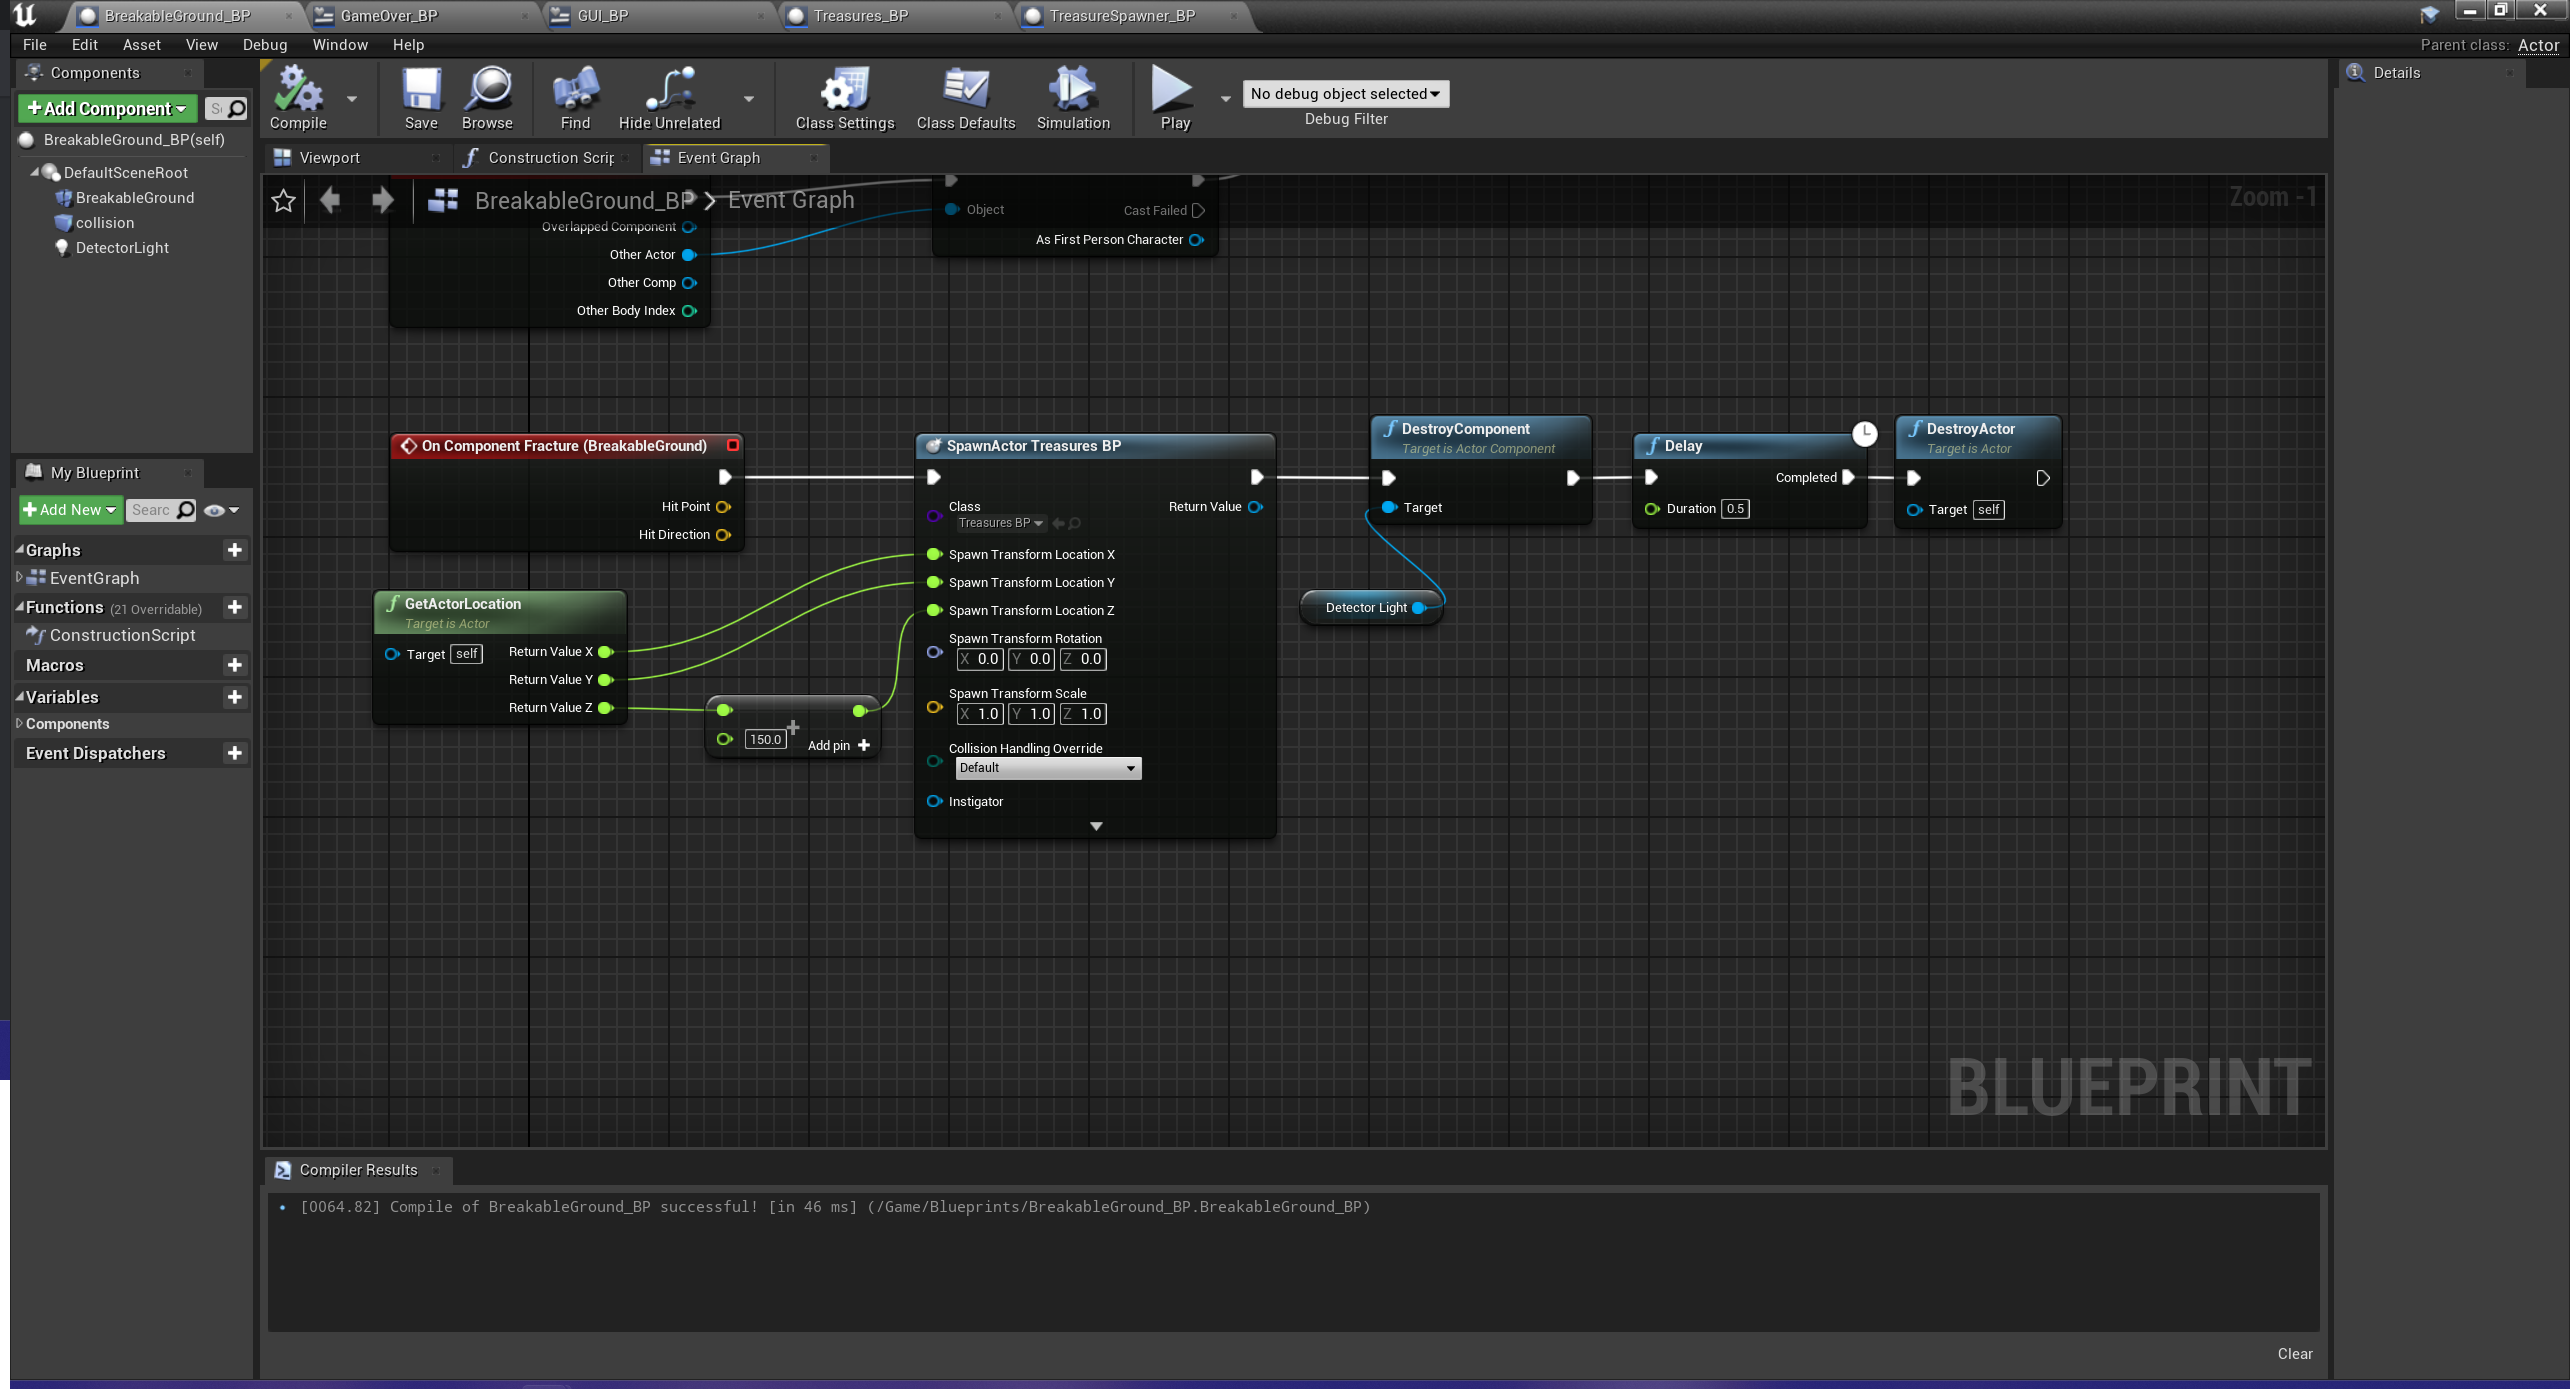 BreakableGround_BP
GameOver_BP
GUI_BP
Treasures_BP
TreasureSpawner_BP
File Edit Asset View Debug Window Help
Parent class: Actor
Components
Details
+Add Component
BreakableGround_BP(self)
DefaultSceneRoot
BreakableGround
collision
DetectorLight
Compile
Save
Browse
Find
Hide Unrelated
Class Settings
Class Defaults
Simulation
Play
No debug object selected
Debug Filter
Viewport
Construction Scrip
Event Graph
BreakableGround_BP > Event Graph
Zoom -1
Overlapped Component
Other Actor
Other Comp
Other Body Index
Object
Cast Failed
As First Person Character
My Blueprint
+Add New
Searc
Graphs
EventGraph
Functions (21 Overridable)
ConstructionScript
Macros
Variables
Components
Event Dispatchers
On Component Fracture (BreakableGround)
Hit Point
Hit Direction
GetActorLocation
Target is Actor
Target self
Return Value X
Return Value Y
Return Value Z
150.0
Add pin +
SpawnActor Treasures BP
Class
Treasures BP
Return Value
Spawn Transform Location X
Spawn Transform Location Y
Spawn Transform Location Z
Spawn Transform Rotation
X 0.0 Y 0.0 Z 0.0
Spawn Transform Scale
X 1.0 Y 1.0 Z 1.0
Collision Handling Override
Default
Instigator
DestroyComponent
Target is Actor Component
Target
Detector Light
Delay
Completed
Duration 0.5
DestroyActor
Target is Actor
Target self
BLUEPRINT
Compiler Results
[0064.82] Compile of BreakableGround_BP successful! [in 46 ms] (/Game/Blueprints/BreakableGround_BP.BreakableGround_BP)
Clear